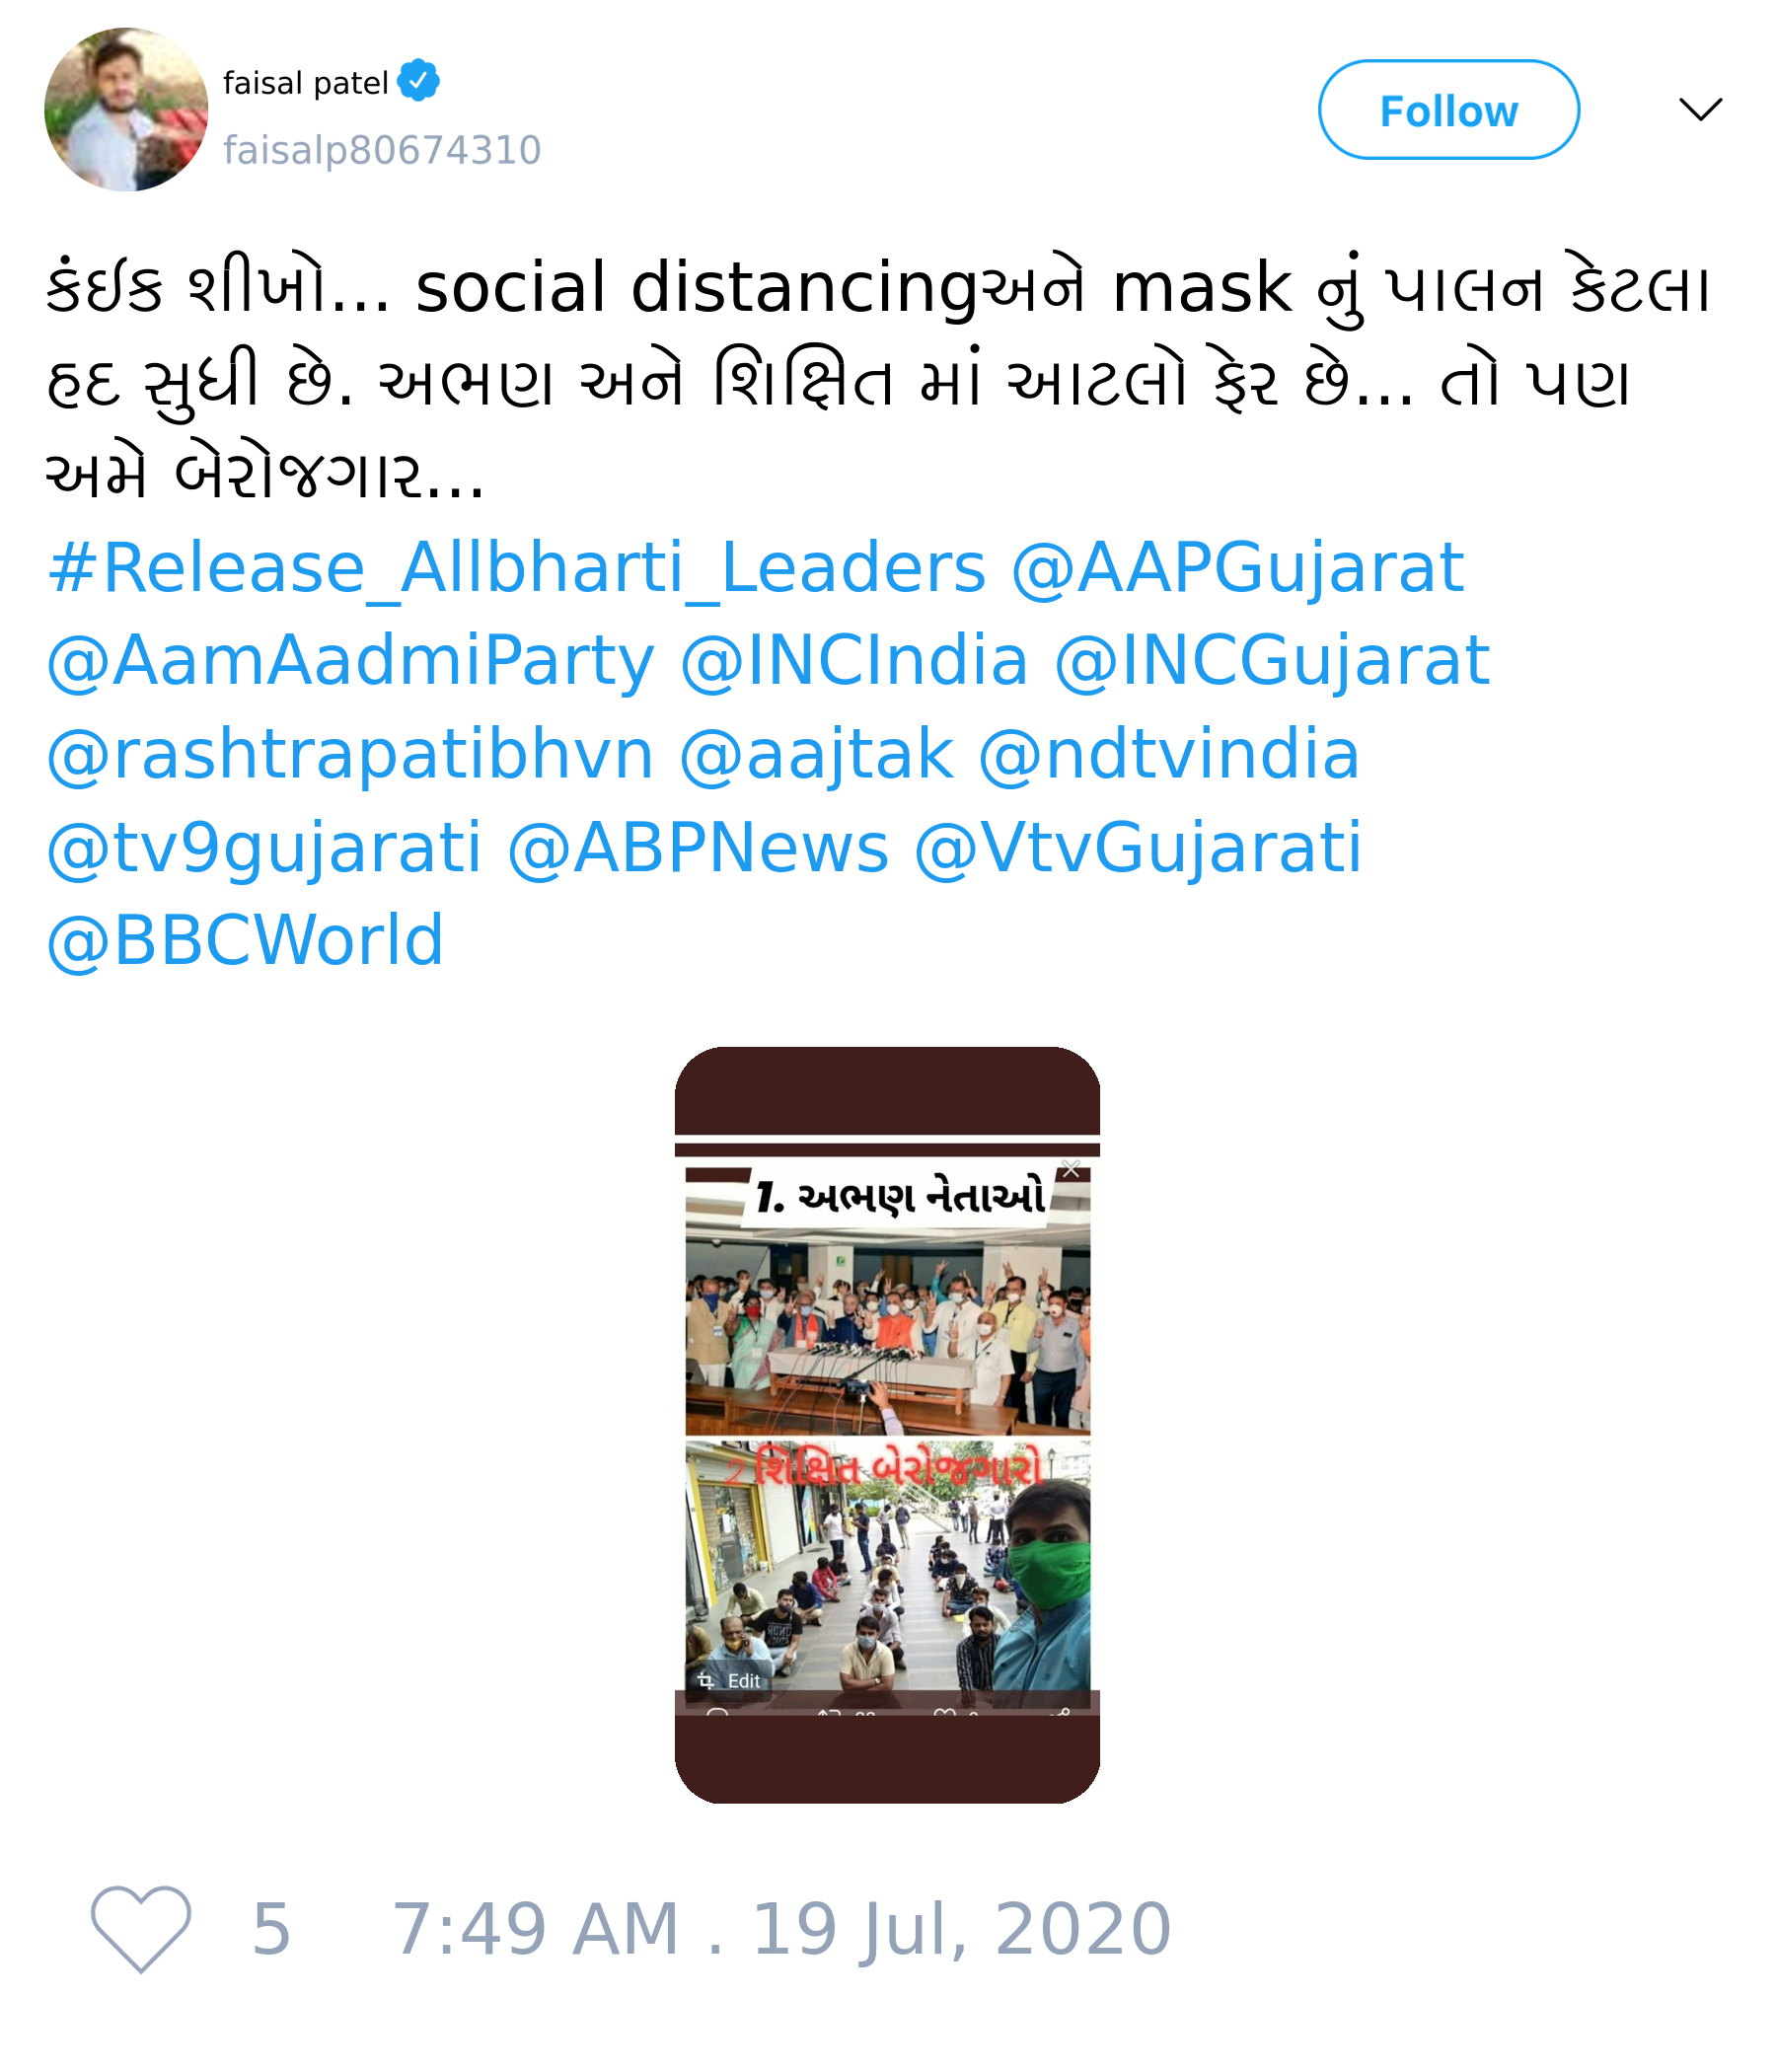 faisal patel
faisalp80674310
Follow
કંઈક શીખો... social distancingઅને mask નું પાલન કેટલા
હદ સુધી છે. અભણ અને શિક્ષિત માં આટલો ફેર છે... તો પણ
અમે બેરોજગાર...
#Release_Allbharti_Leaders @AAPGujarat
@AamAadmiParty @INCIndia @INCGujarat
@rashtrapatibhvn @aajtak @ndtvindia
@tv9gujarati @ABPNews @VtvGujarati
@BBCWorld
1. અભણ નેતાઓ
2 શિક્ષિત બેરોજગારો
Edit
5 7:49 AM . 19 Jul, 2020